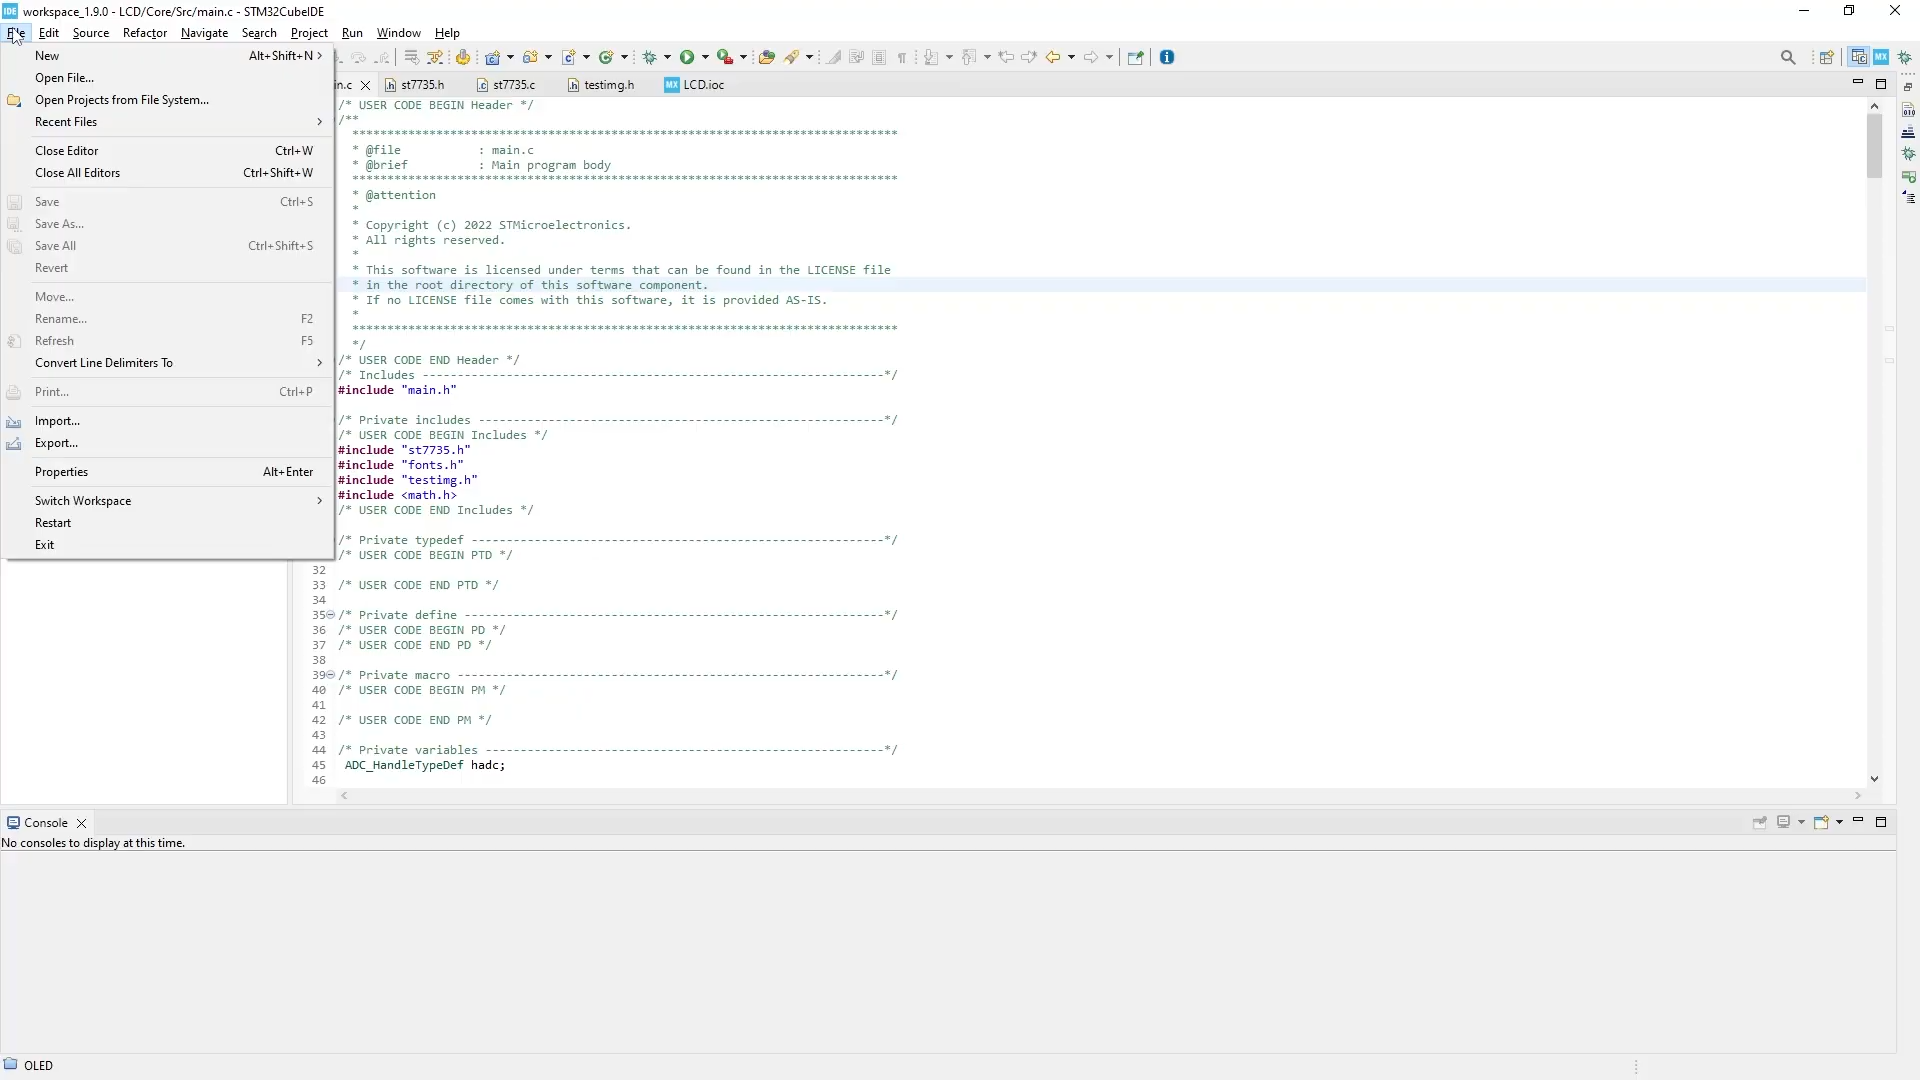 IDE workspace_1.9.0 - LCD/Core/Src/main.c - STM32CubeIDE
File Edit Source Refactor Navigate Search Project Run Window Help
New Alt+Shift+N
Open File...
Open Projects from File System...
Recent Files
Close Editor Ctrl+W
Close All Editors Ctrl+Shift+W
Save Ctrl+S
Save As...
Save All Ctrl+Shift+S
Revert
Move...
Rename... F2
Refresh F5
Convert Line Delimiters To
Print... Ctrl+P
Import...
Export...
Properties Alt+Enter
Switch Workspace
Restart
Exit
in.c st7735.h st7735.c testimg.h MX LCD.ioc
/* USER CODE BEGIN Header */
/**
******************************************************************************
* @file : main.c
* @brief : Main program body
******************************************************************************
* @attention
*
* Copyright (c) 2022 STMicroelectronics.
* All rights reserved.
*
* This software is licensed under terms that can be found in the LICENSE file
* in the root directory of this software component.
* If no LICENSE file comes with this software, it is provided AS-IS.
*
******************************************************************************
*/
/* USER CODE END Header */
/* Includes ------------------------------------------------------------------*/
#include "main.h"
/* Private includes ----------------------------------------------------------*/
/* USER CODE BEGIN Includes */
#include "st7735.h"
#include "fonts.h"
#include "testimg.h"
#include <math.h>
/* USER CODE END Includes */
/* Private typedef -----------------------------------------------------------*/
/* USER CODE BEGIN PTD */
32
33 /* USER CODE END PTD */
34
35 /* Private define ------------------------------------------------------------*/
36 /* USER CODE BEGIN PD */
37 /* USER CODE END PD */
38
39 /* Private macro -------------------------------------------------------------*/
40 /* USER CODE BEGIN PM */
41
42 /* USER CODE END PM */
43
44 /* Private variables ---------------------------------------------------------*/
45 ADC_HandleTypeDef hadc;
46
Console
No consoles to display at this time.
OLED